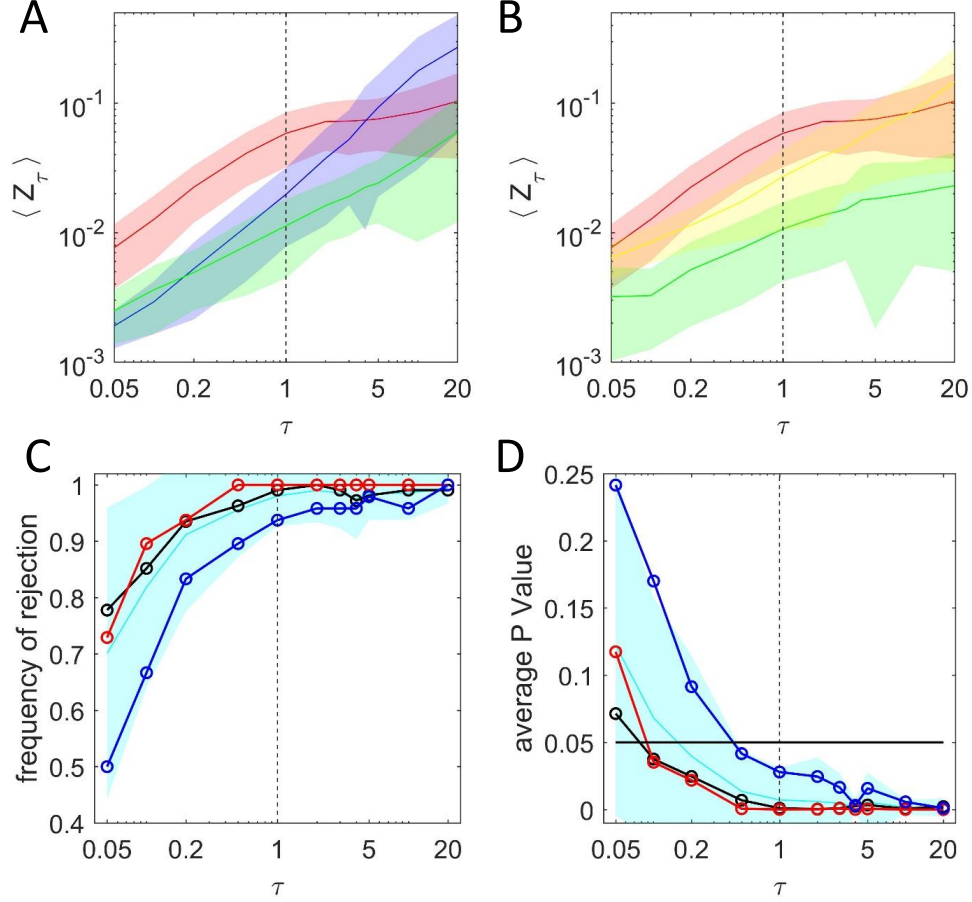 A
⟨ Z_τ ⟩
10^-1
10^-2
10^-3
0.05 0.2 1 5 20
τ
B
⟨ Z_τ ⟩
10^-1
10^-2
10^-3
0.05 0.2 1 5 20
τ
C
frequency of rejection
1
0.9
0.8
0.7
0.6
0.5
0.4
0.05 0.2 1 5 20
τ
D
average P Value
0.25
0.2
0.15
0.1
0.05
0
0.05 0.2 1 5 20
τ